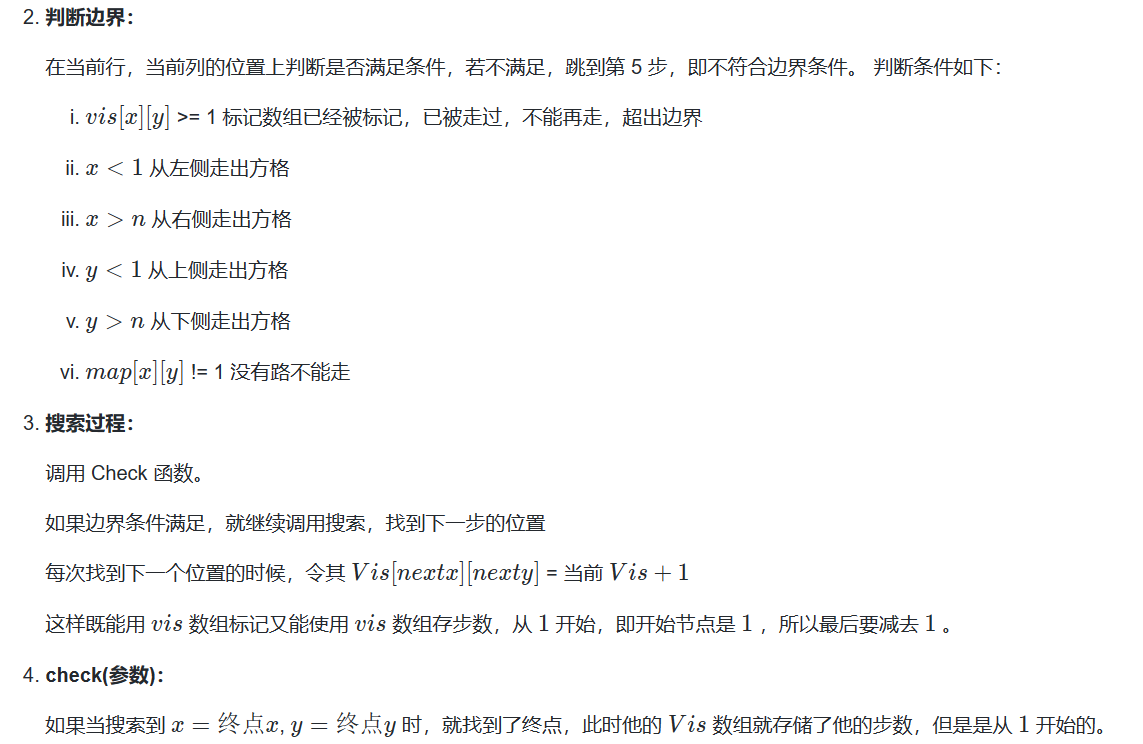 2. 判断边界：
在当前行，当前列的位置上判断是否满足条件，若不满足，跳到第 5 步，即不符合边界条件。 判断条件如下：
i. vis[x][y] >= 1 标记数组已经被标记，已被走过，不能再走，超出边界
ii. x < 1 从左侧走出方格
iii. x > n 从右侧走出方格
iv. y < 1 从上侧走出方格
v. y > n 从下侧走出方格
vi. map[x][y] != 1 没有路不能走
3. 搜索过程：
调用 Check 函数。
如果边界条件满足，就继续调用搜索，找到下一步的位置
每次找到下一个位置的时候，令其 Vis[nextx][nexty] = 当前 Vis + 1
这样既能用 vis 数组标记又能使用 vis 数组存步数，从 1 开始，即开始节点是 1 ，所以最后要减去 1 。
4. check(参数)：
如果当搜索到 x = 终点x, y = 终点y 时，就找到了终点，此时他的 Vis 数组就存储了他的步数，但是是从 1 开始的。